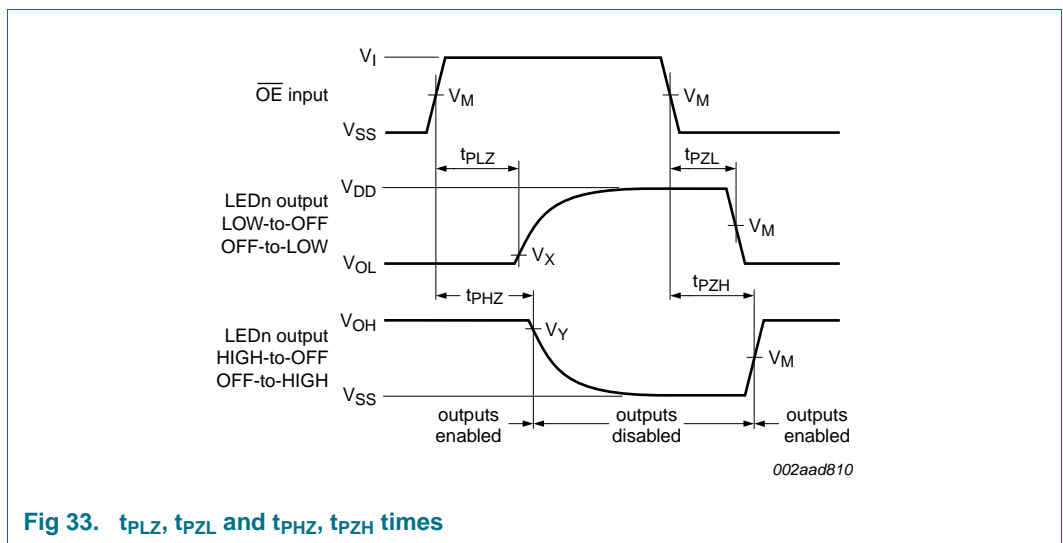 V_I
OE input
V_M
V_M
V_SS
t_PLZ
t_PZL
V_DD
LEDn output
LOW-to-OFF
OFF-to-LOW
V_M
V_X
V_OL
t_PHZ
t_PZH
V_OH
LEDn output
HIGH-to-OFF
OFF-to-HIGH
V_Y
V_M
V_SS
outputs enabled
outputs disabled
outputs enabled
002aad810
Fig 33. t_PLZ, t_PZL and t_PHZ, t_PZH times